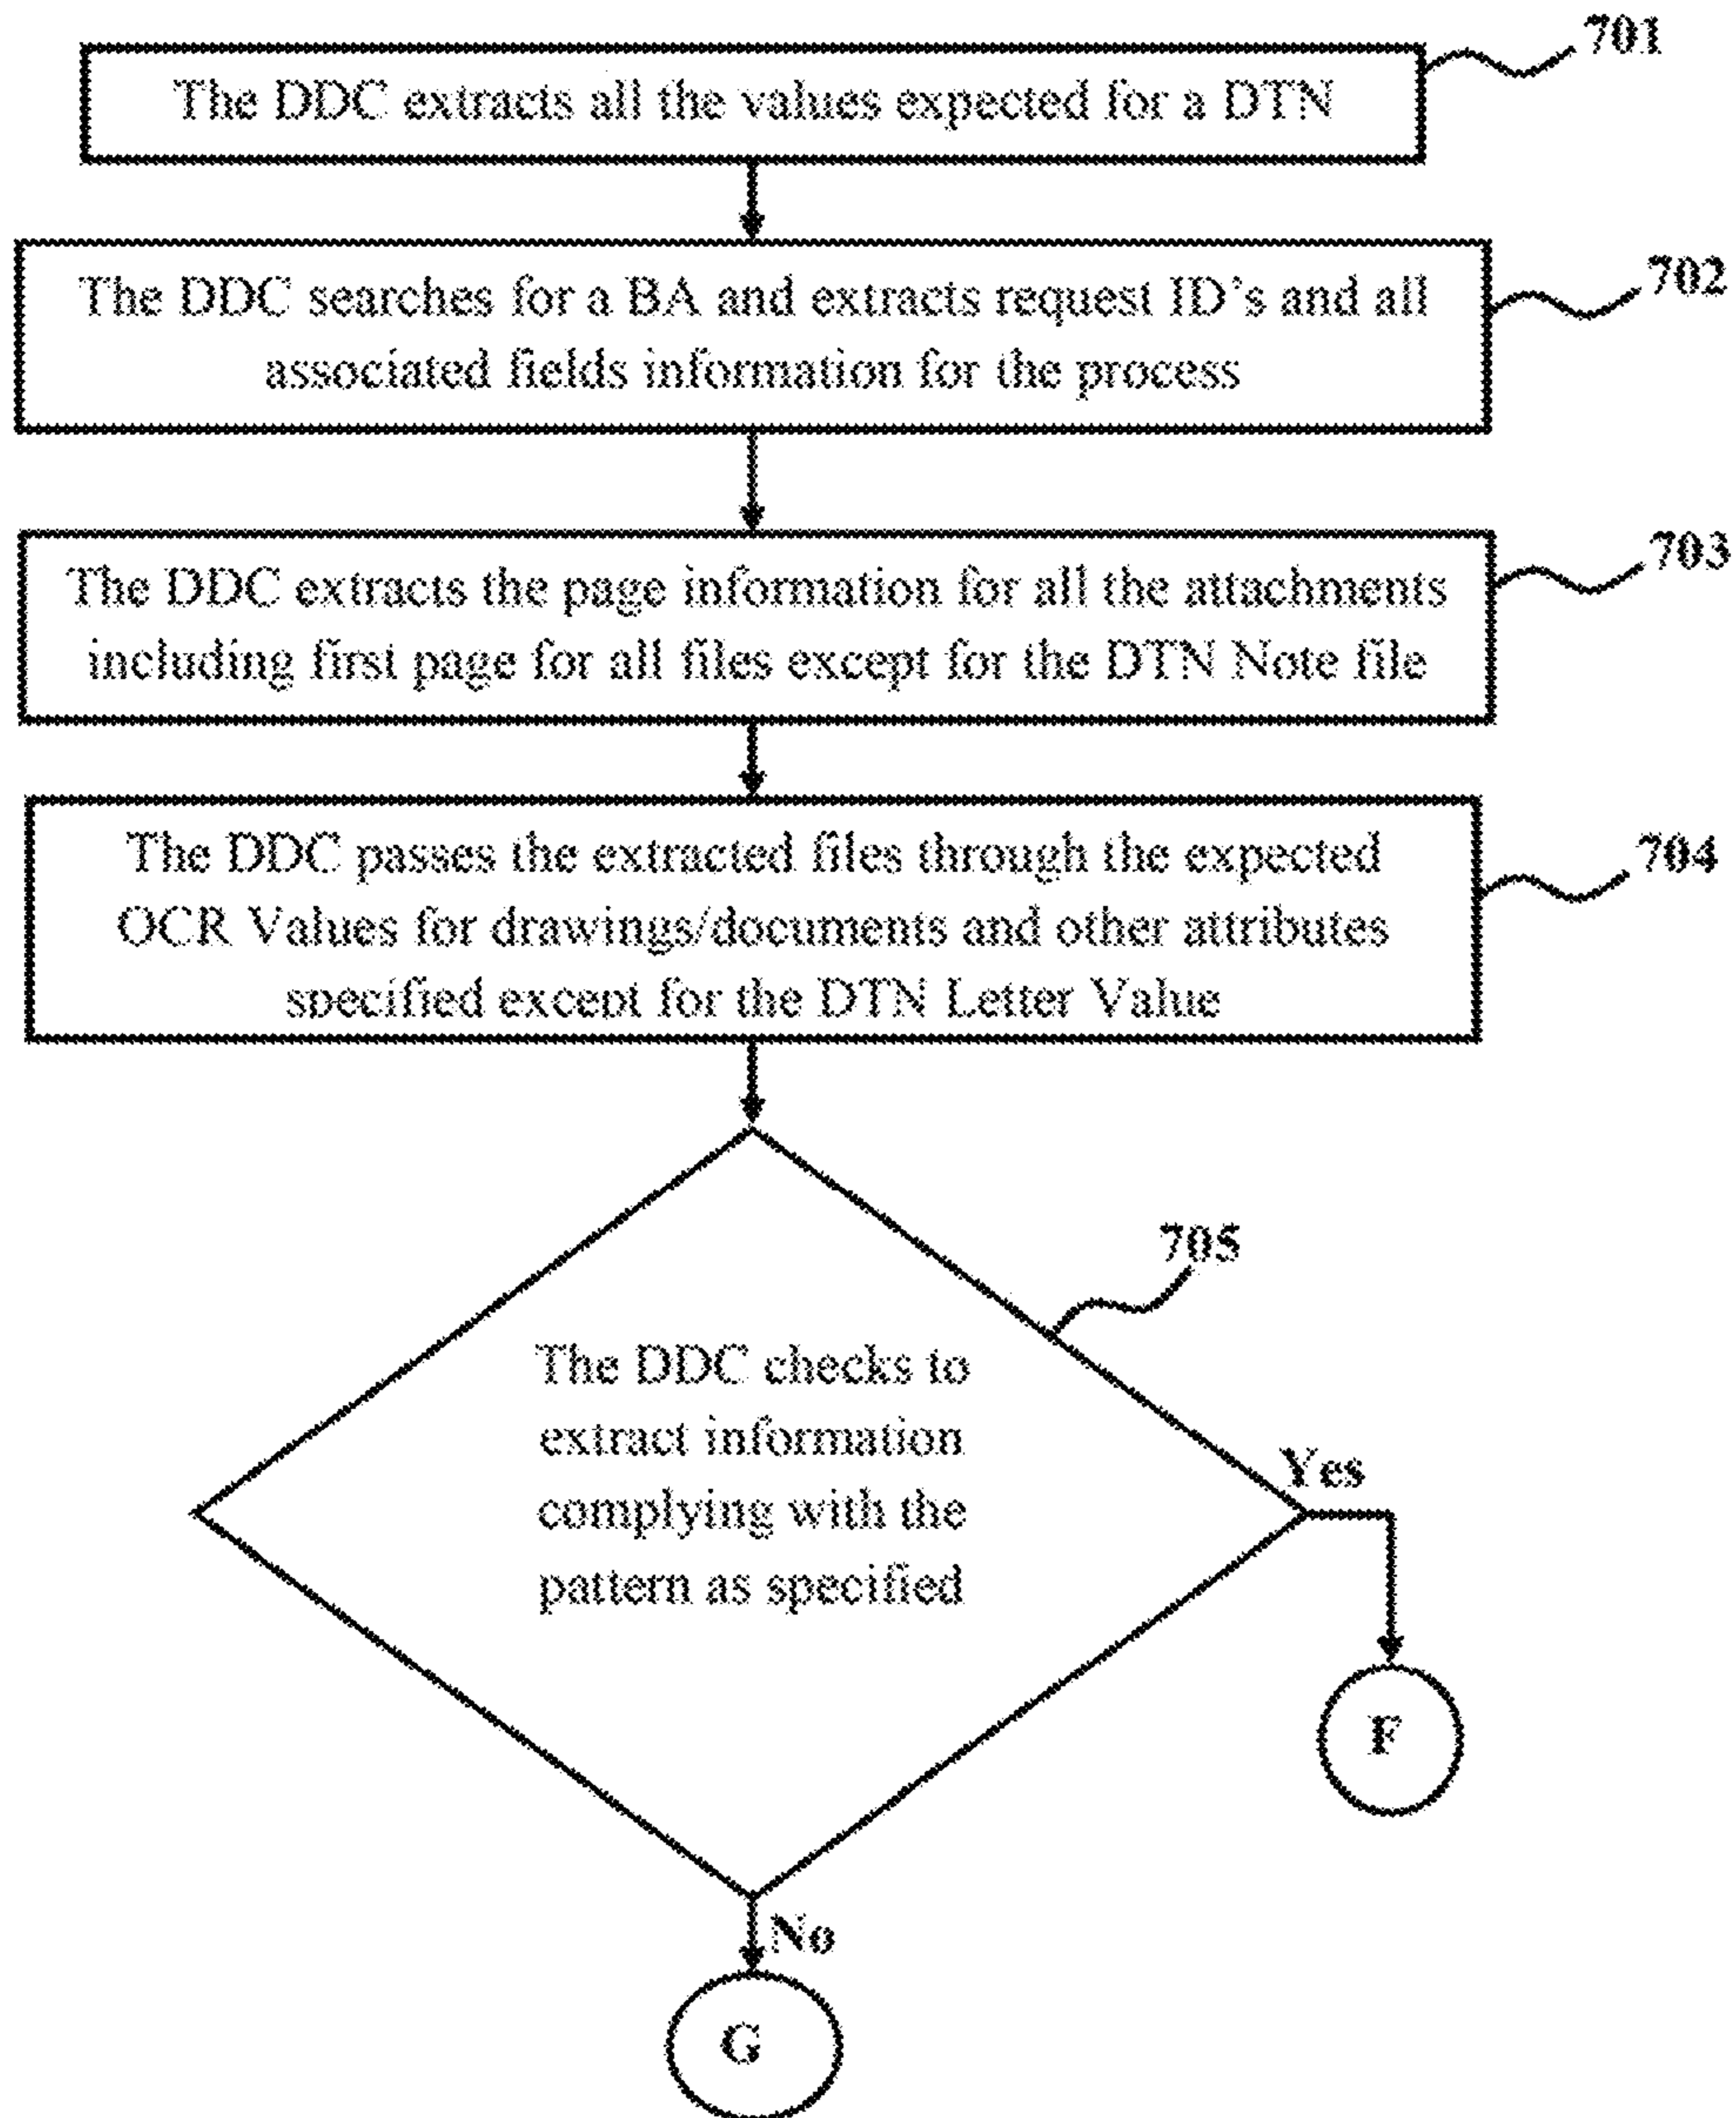 701
The DDC extracts all the values expected for a DTN
702
The DDC searches for a BA and extracts request ID's and all
associated fields information for the process
703
The DDC extracts the page information for all the attachments
including first page for all files except for the DTN Note file
704
The DDC passes the extracted files through the expected
OCR Values for drawings/documents and other attributes
specified except for the DTN Letter Value
705
The DDC checks to
extract information
complying with the
pattern as specified
Yes
F
No
G